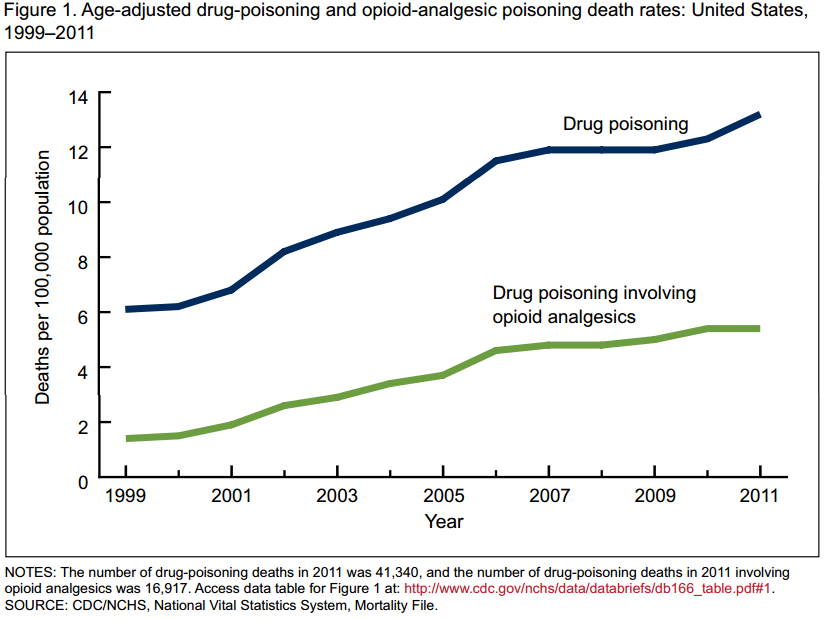 Figure 1. Age-adjusted drug-poisoning and opioid-analgesic poisoning death rates: United States,
1999–2011
14
12
10
8
6
4
2
0
Deaths per 100,000 population
Drug poisoning
Drug poisoning involving
opioid analgesics
1999 2001 2003 2005 2007 2009 2011
Year
NOTES: The number of drug-poisoning deaths in 2011 was 41,340, and the number of drug-poisoning deaths in 2011 involving
opioid analgesics was 16,917. Access data table for Figure 1 at: http://www.cdc.gov/nchs/data/databriefs/db166_table.pdf#1.
SOURCE: CDC/NCHS, National Vital Statistics System, Mortality File.